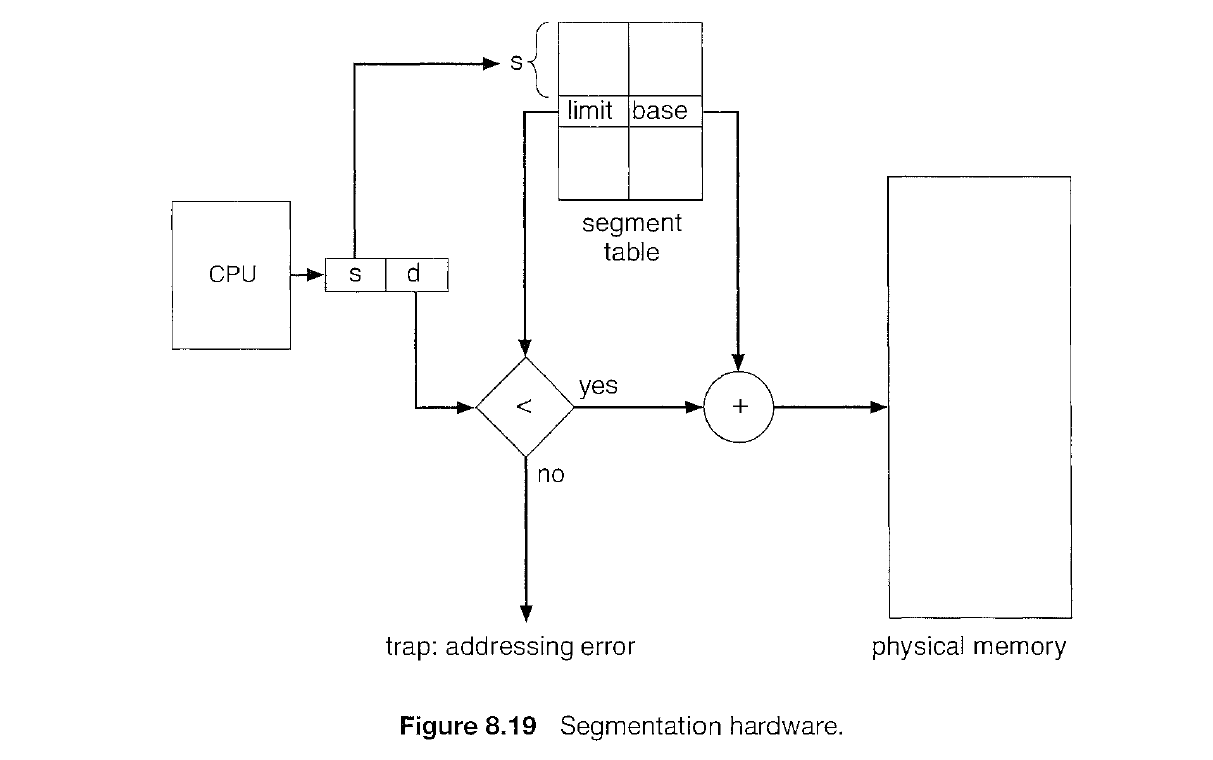 s
limit base
segment
table
CPU
s d
<
yes
+
no
trap: addressing error
physical memory
Figure 8.19 Segmentation hardware.